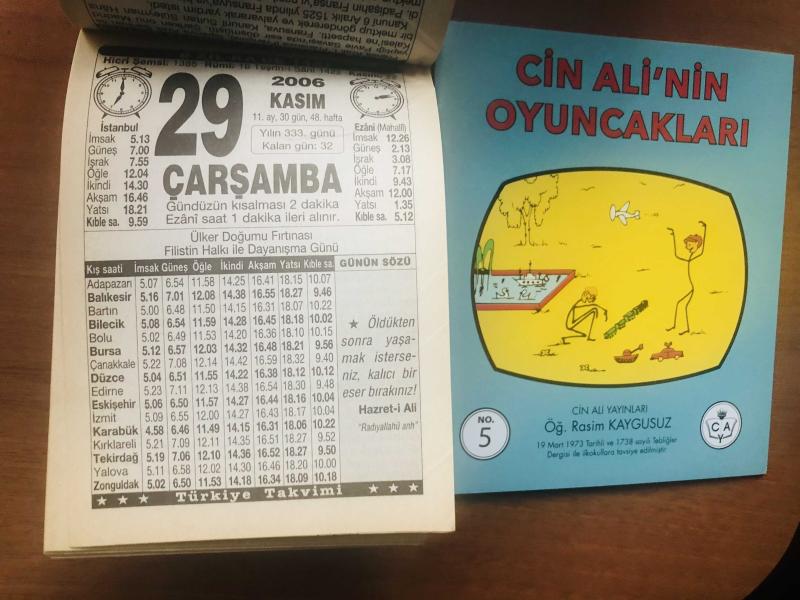 Hicri Şemsi: 1385 Rumi: 16 Teşrin-i Sani 1422 Kasım: 22
2006
29
KASIM
11. ay, 30 gün, 48. hafta
Yılın 333. günü
Kalan gün: 32
ÇARŞAMBA
Gündüzün kısalması 2 dakika
Ezânî saat 1 dakika ileri alınır.
İstanbul
İmsak 5.13
Güneş 7.00
İşrak 7.55
Öğle 12.04
İkindi 14.30
Akşam 16.46
Yatsı 18.21
Kıble sa. 9.59
Ezânî (Mahallî)
İmsak 12.26
Güneş 2.13
İşrak 3.08
Öğle 7.17
İkindi 9.43
Akşam 12.00
Yatsı 1.35
Kıble sa. 5.12
Ülker Doğumu Fırtınası
Filistin Halkı ile Dayanışma Günü
Kış saati İmsak Güneş Öğle İkindi Akşam Yatsı Kıble sa.
Adapazarı 5.07 6.54 11.58 14.25 16.41 18.15 10.07
Balıkesir 5.16 7.01 12.08 14.38 16.55 18.27 9.46
Bartın 5.00 6.48 11.50 14.15 16.31 18.07 10.22
Bilecik 5.08 6.54 11.59 14.28 16.45 18.18 10.02
Bolu 5.02 6.49 11.53 14.20 16.36 18.10 10.15
Bursa 5.12 6.57 12.03 14.32 16.48 18.21 9.56
Çanakkale 5.22 7.08 12.14 14.42 16.59 18.32 9.40
Düzce 5.04 6.51 11.55 14.22 16.38 18.12 10.12
Edirne 5.23 7.11 12.13 14.38 16.54 18.30 9.48
Eskişehir 5.06 6.50 11.57 14.27 16.44 18.16 10.04
İzmit 5.09 6.55 12.00 14.27 16.43 18.17 10.04
Karabük 4.58 6.46 11.49 14.15 16.31 18.06 10.22
Kırklareli 5.21 7.09 12.11 14.35 16.51 18.27 9.52
Tekirdağ 5.19 7.06 12.10 14.36 16.52 18.27 9.50
Yalova 5.11 6.58 12.02 14.30 16.46 18.20 10.00
Zonguldak 5.02 6.50 11.53 14.18 16.34 18.09 10.18
GÜNÜN SÖZÜ
★ Öldükten
sonra yaşa-
mak isterse-
niz, kalıcı bir
eser bırakınız!
Hazret-i Ali
"Radıyallahü anh"
★ ★ ★ Türkiye Takvimi ★ ★ ★
CİN ALİ'NİN
OYUNCAKLARI
CİN ALİ YAYINLARI
Öğ. Rasim KAYGUSUZ
19 Mart 1973 Tarihli ve 1738 sayılı Tebliğler
Dergisi ile ilkokullara tavsiye edilmiştir
NO.
5
C A Y